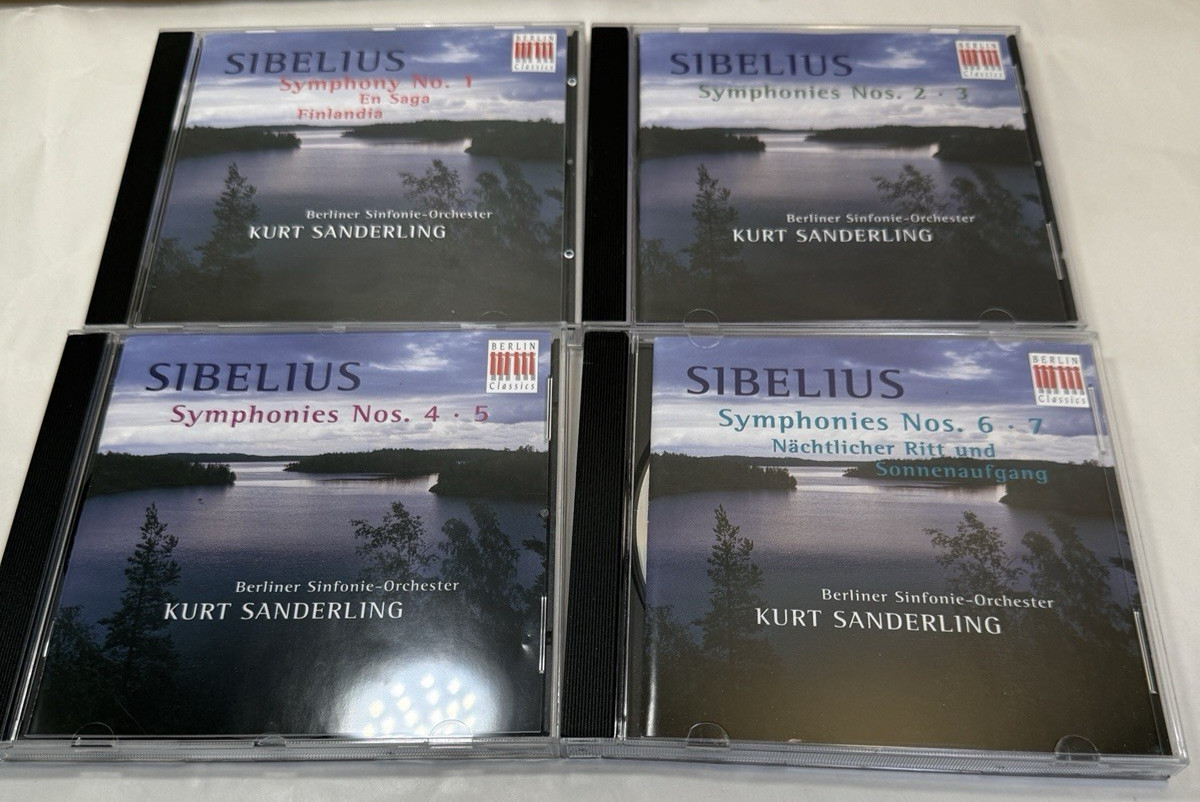 SIBELIUS
Symphony No. 1
En Saga
Finlandia
Berliner Sinfonie-Orchester
KURT SANDERLING
BERLIN
Classics
SIBELIUS
Symphonies Nos. 2 · 3
Berliner Sinfonie-Orchester
KURT SANDERLING
BERLIN
Classics
SIBELIUS
Symphonies Nos. 4 · 5
Berliner Sinfonie-Orchester
KURT SANDERLING
BERLIN
Classics
SIBELIUS
Symphonies Nos. 6 · 7
Nächtlicher Ritt und
Sonnenaufgang
Berliner Sinfonie-Orchester
KURT SANDERLING
BERLIN
Classics